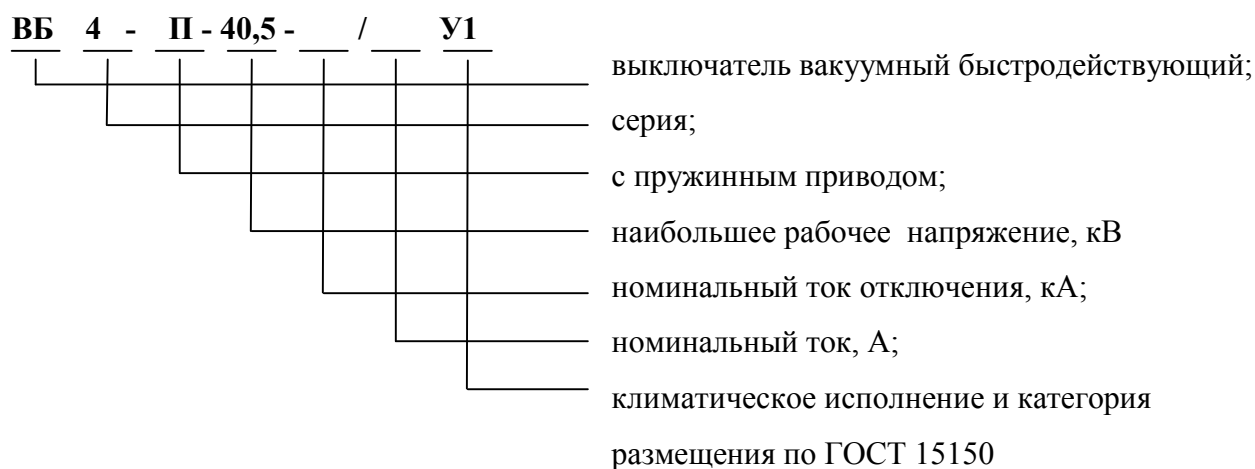 ВБ 4 - П - 40,5 - ___ / ___ У1
выключатель вакуумный быстродействующий;
серия;
с пружинным приводом;
наибольшее рабочее напряжение, кВ
номинальный ток отключения, кА;
номинальный ток, А;
климатическое исполнение и категория
размещения по ГОСТ 15150